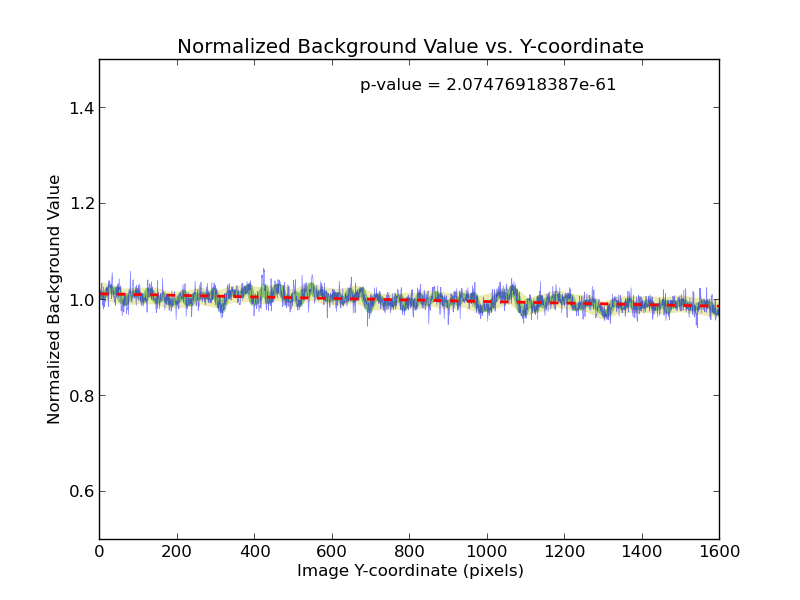 Normalized Background Value vs. Y-coordinate
p-value = 2.07476918387e-61
Normalized Background Value
1.4
1.2
1.0
0.8
0.6
0 200 400 600 800 1000 1200 1400 1600
Image Y-coordinate (pixels)